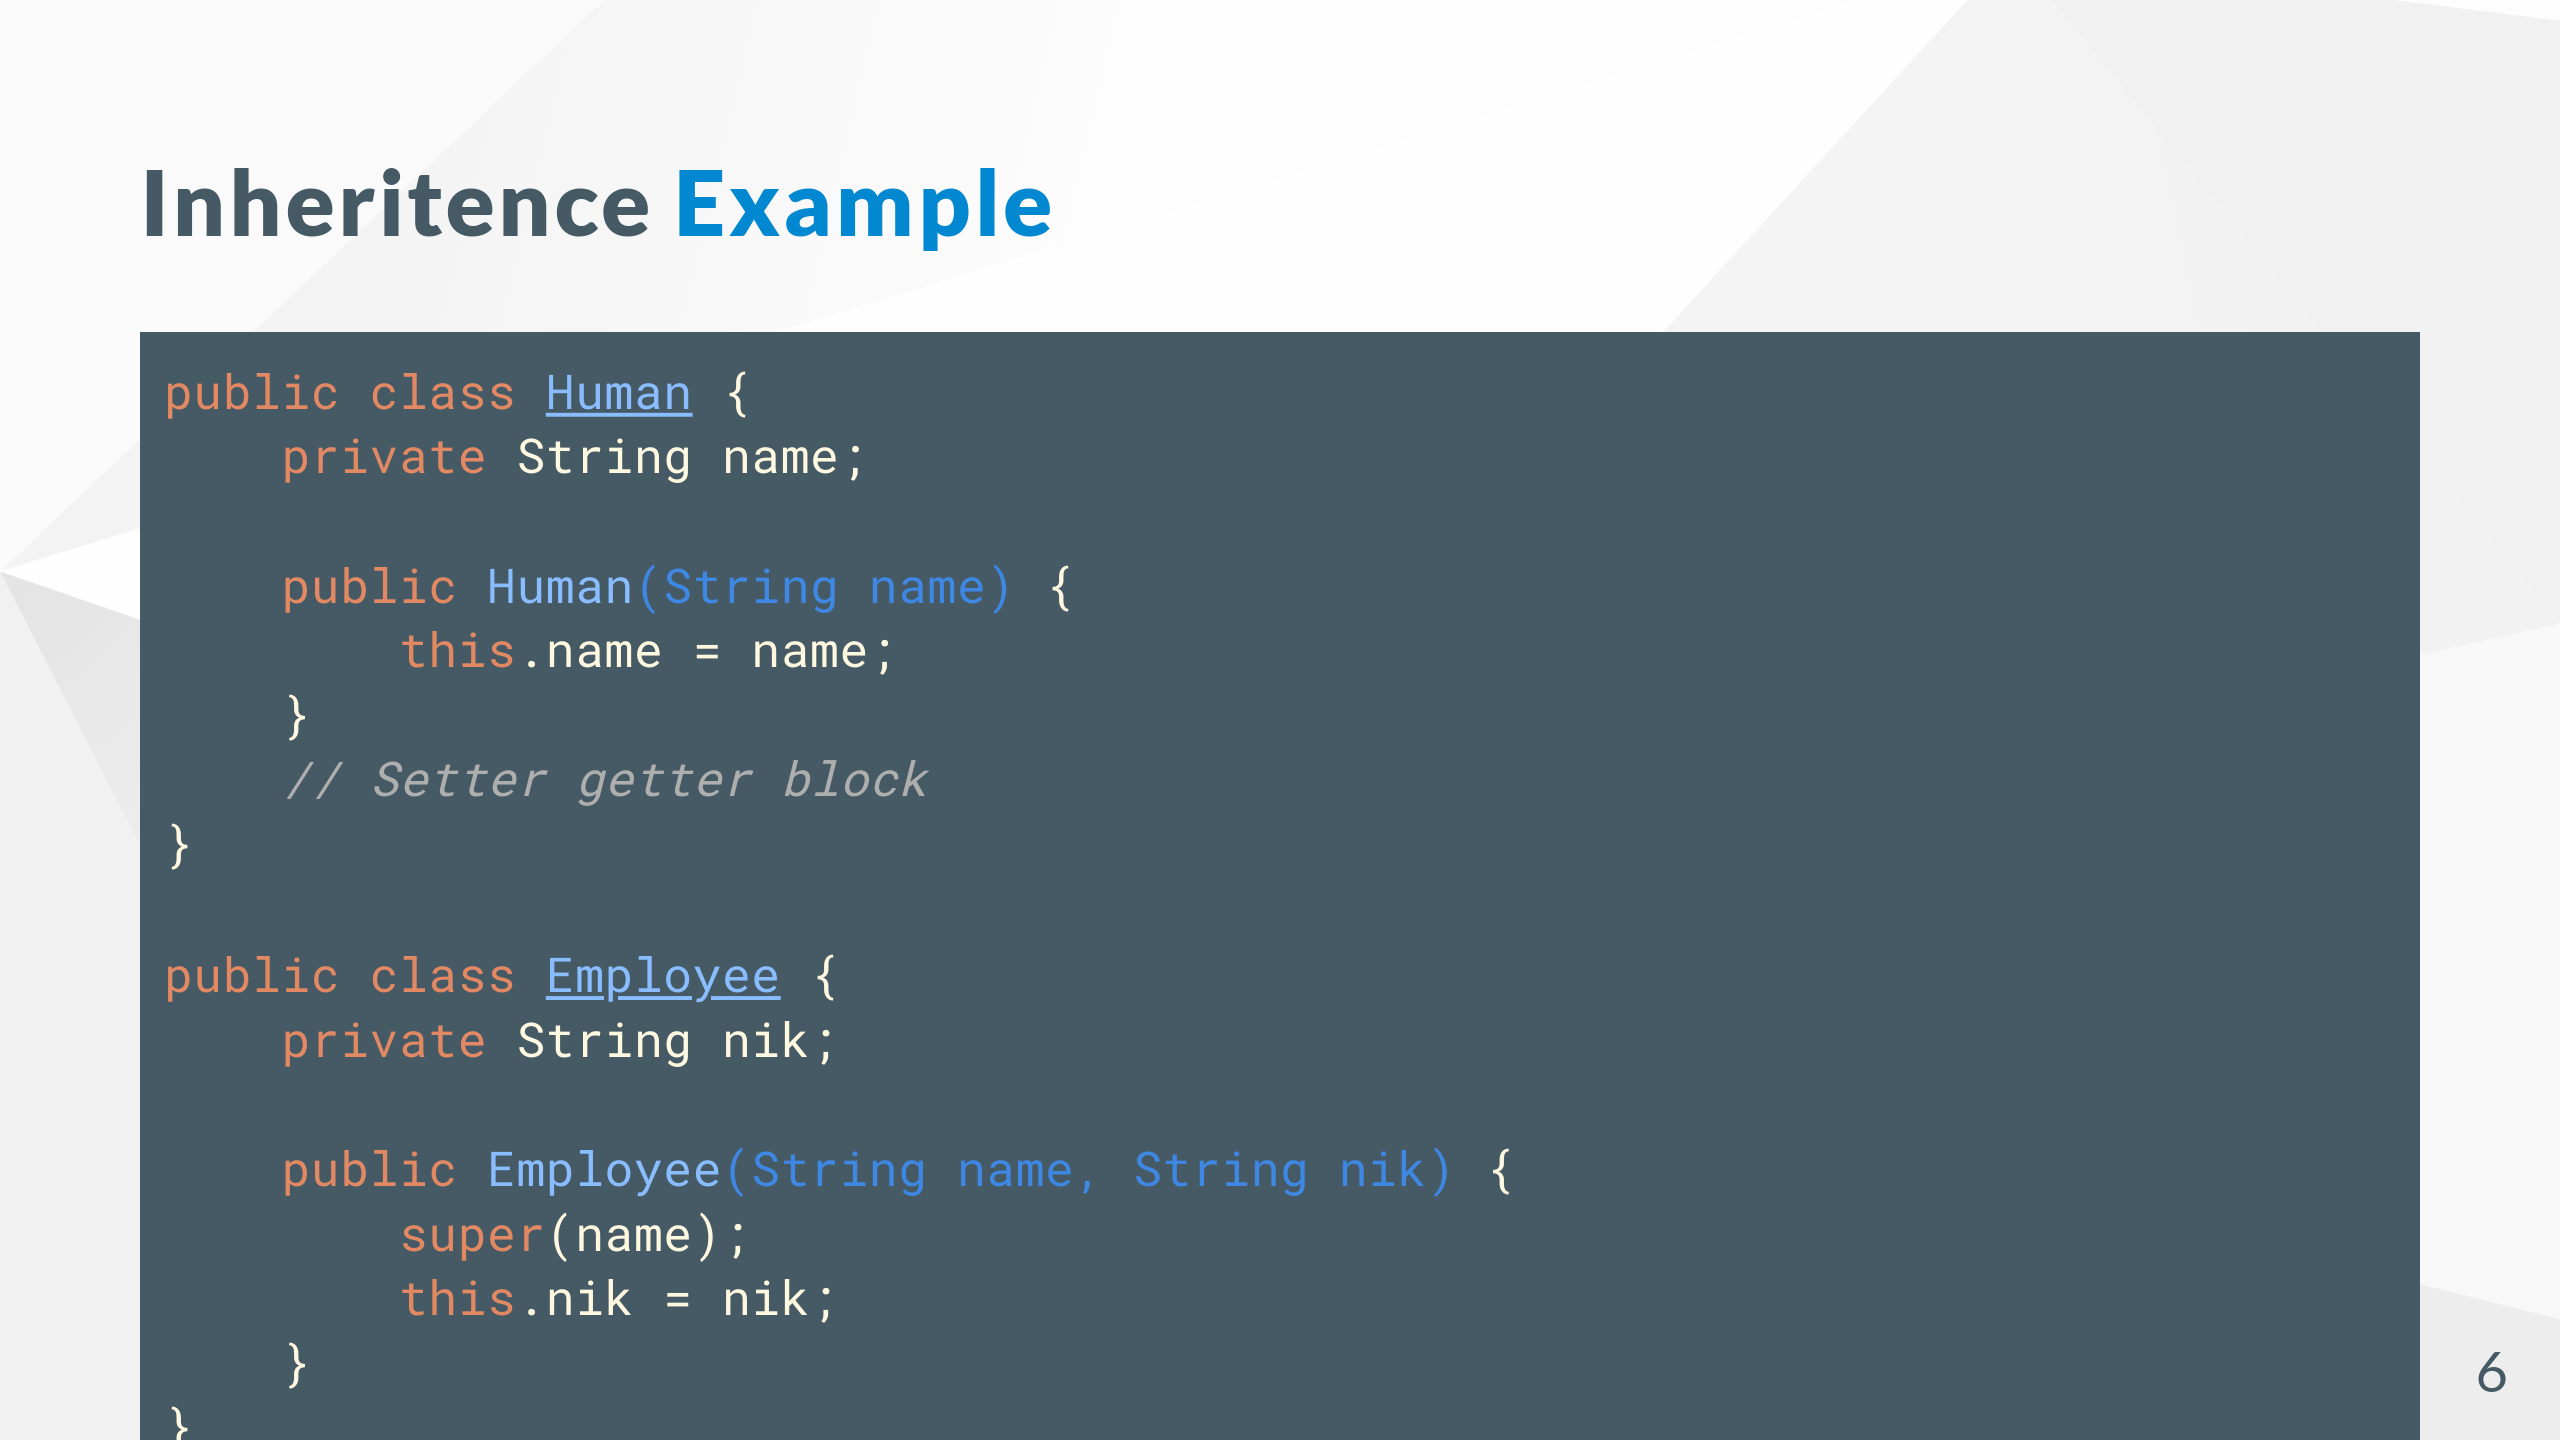 Inheritence Example
public class Human {
    private String name;

    public Human(String name) {
        this.name = name;
    }
    // Setter getter block
}

public class Employee {
    private String nik;

    public Employee(String name, String nik) {
        super(name);
        this.nik = nik;
    }
}
6